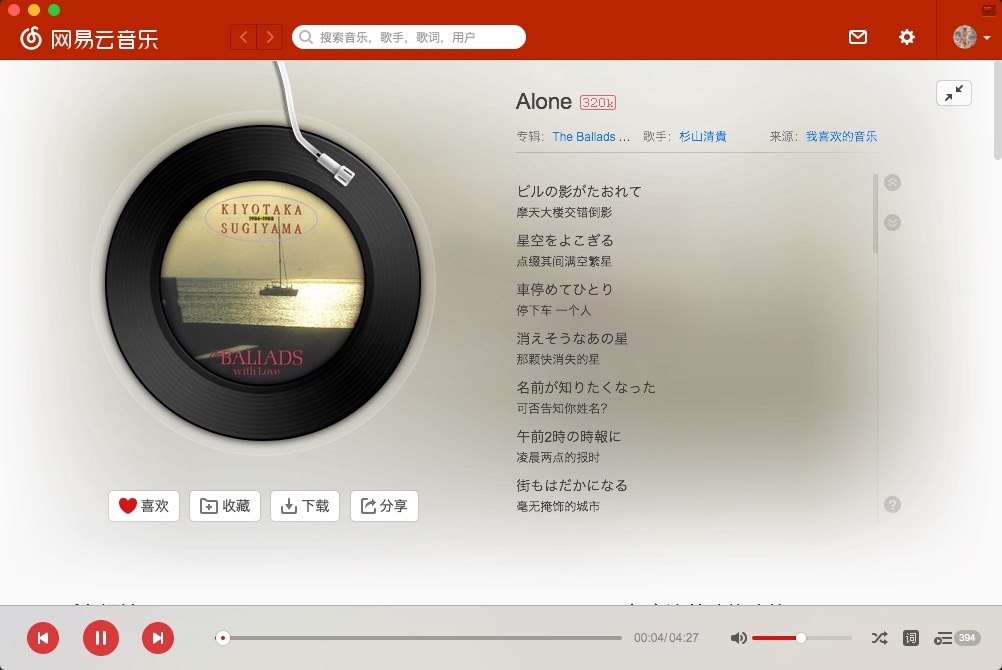 网易云音乐
搜索音乐，歌手，歌词，用户
Alone 320k
专辑： The Ballads ... 歌手： 杉山清貴 来源： 我喜欢的音乐
KIYOTAKA
SUGIYAMA
The BALLADS
with Love
ビルの影がたおれて
摩天大楼交错倒影
星空をよこぎる
点缀其间满空繁星
車停めてひとり
停下车 一个人
消えそうなあの星
那颗快消失的星
名前が知りたくなった
可否告知你姓名?
午前2時の時報に
凌晨两点的报时
街もはだかになる
毫无掩饰的城市
喜欢 收藏 下载 分享
00:04/04:27
词
394